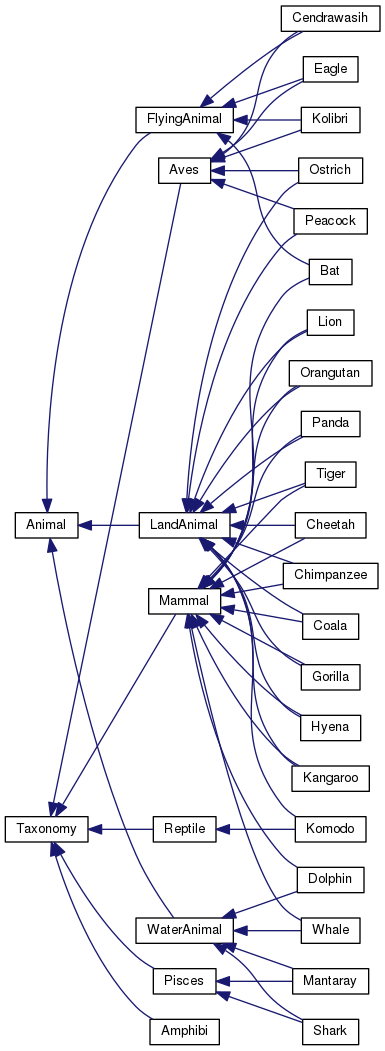 Cendrawasih
Eagle
FlyingAnimal
Kolibri
Aves
Ostrich
Peacock
Bat
Lion
Orangutan
Panda
Tiger
Animal
LandAnimal
Cheetah
Chimpanzee
Mammal
Coala
Gorilla
Hyena
Kangaroo
Taxonomy
Reptile
Komodo
Dolphin
WaterAnimal
Whale
Pisces
Mantaray
Amphibi
Shark